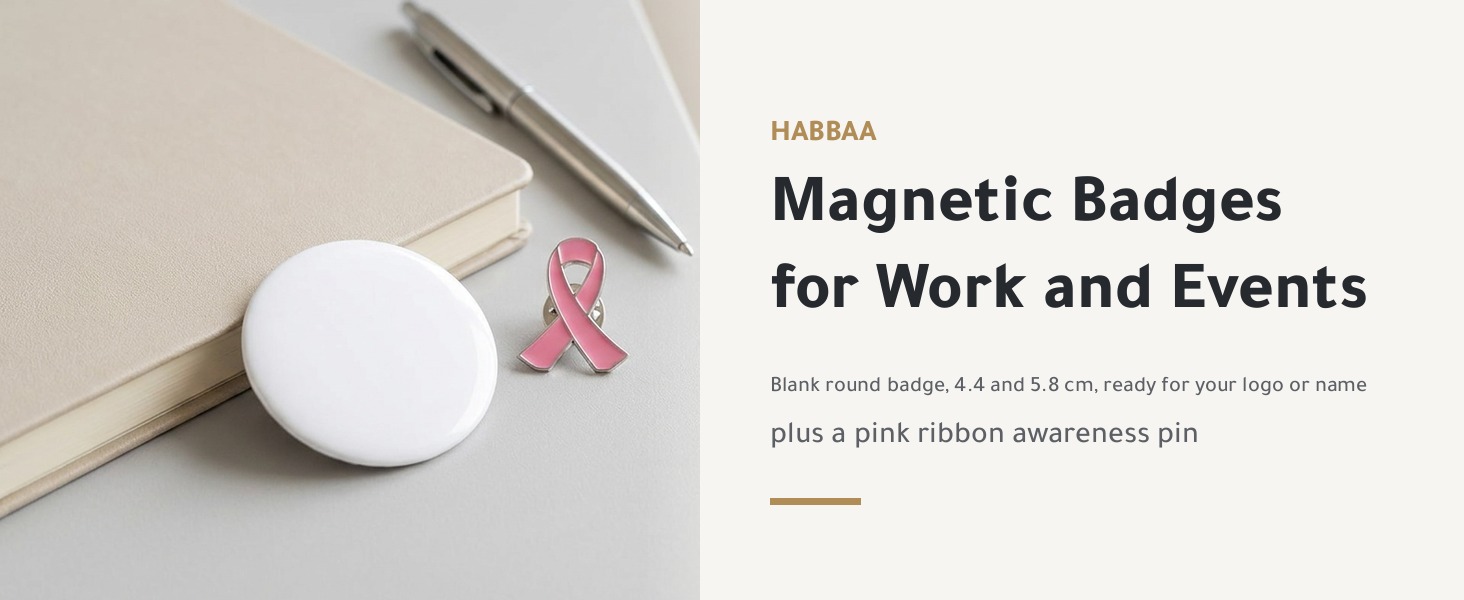 HABBAA
Magnetic Badges
for Work and Events
Blank round badge, 4.4 and 5.8 cm, ready for your logo or name
plus a pink ribbon awareness pin